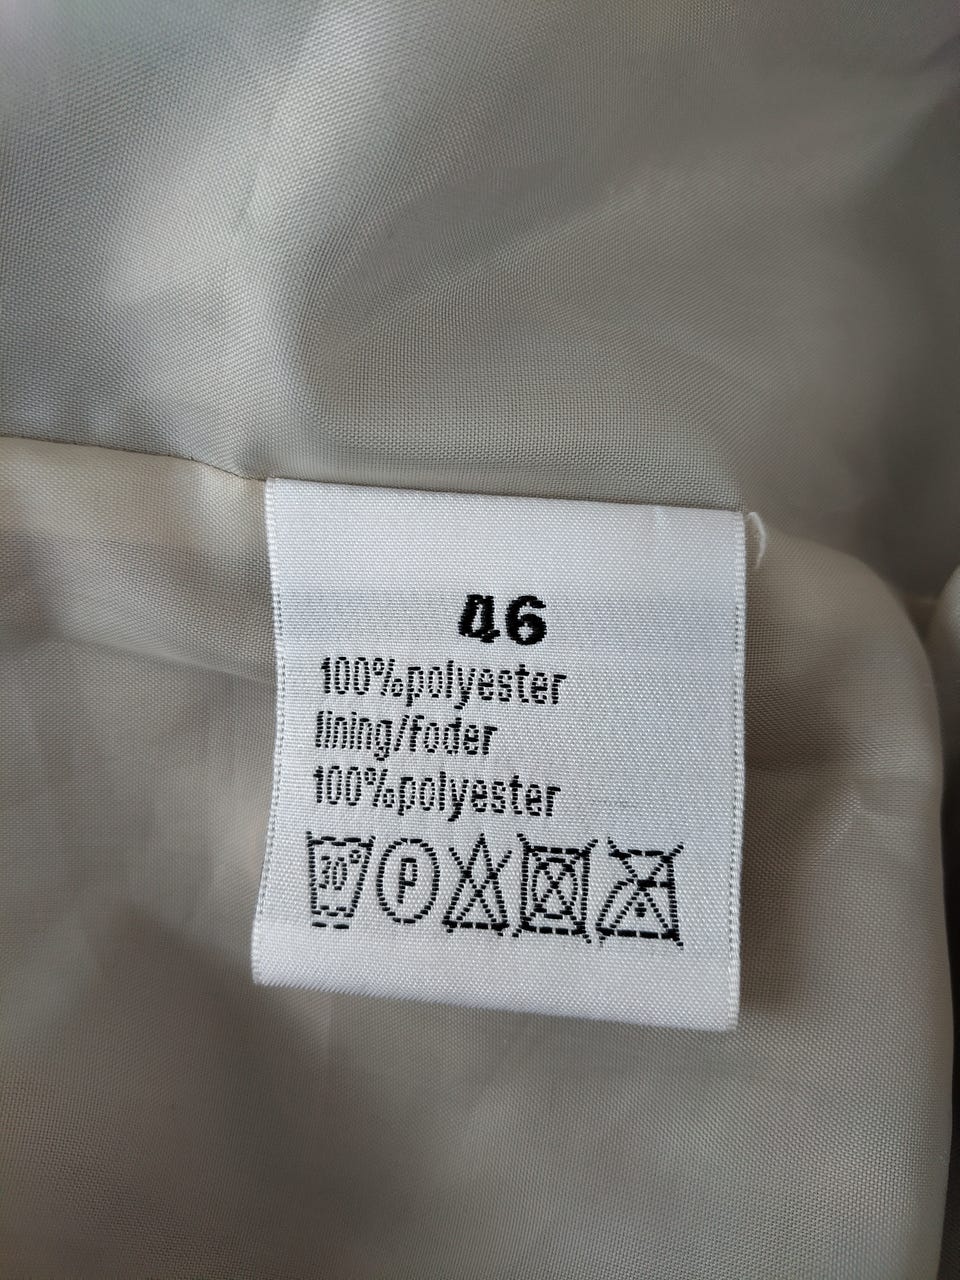 46
100%polyester
lining/foder
100%polyester
30° P